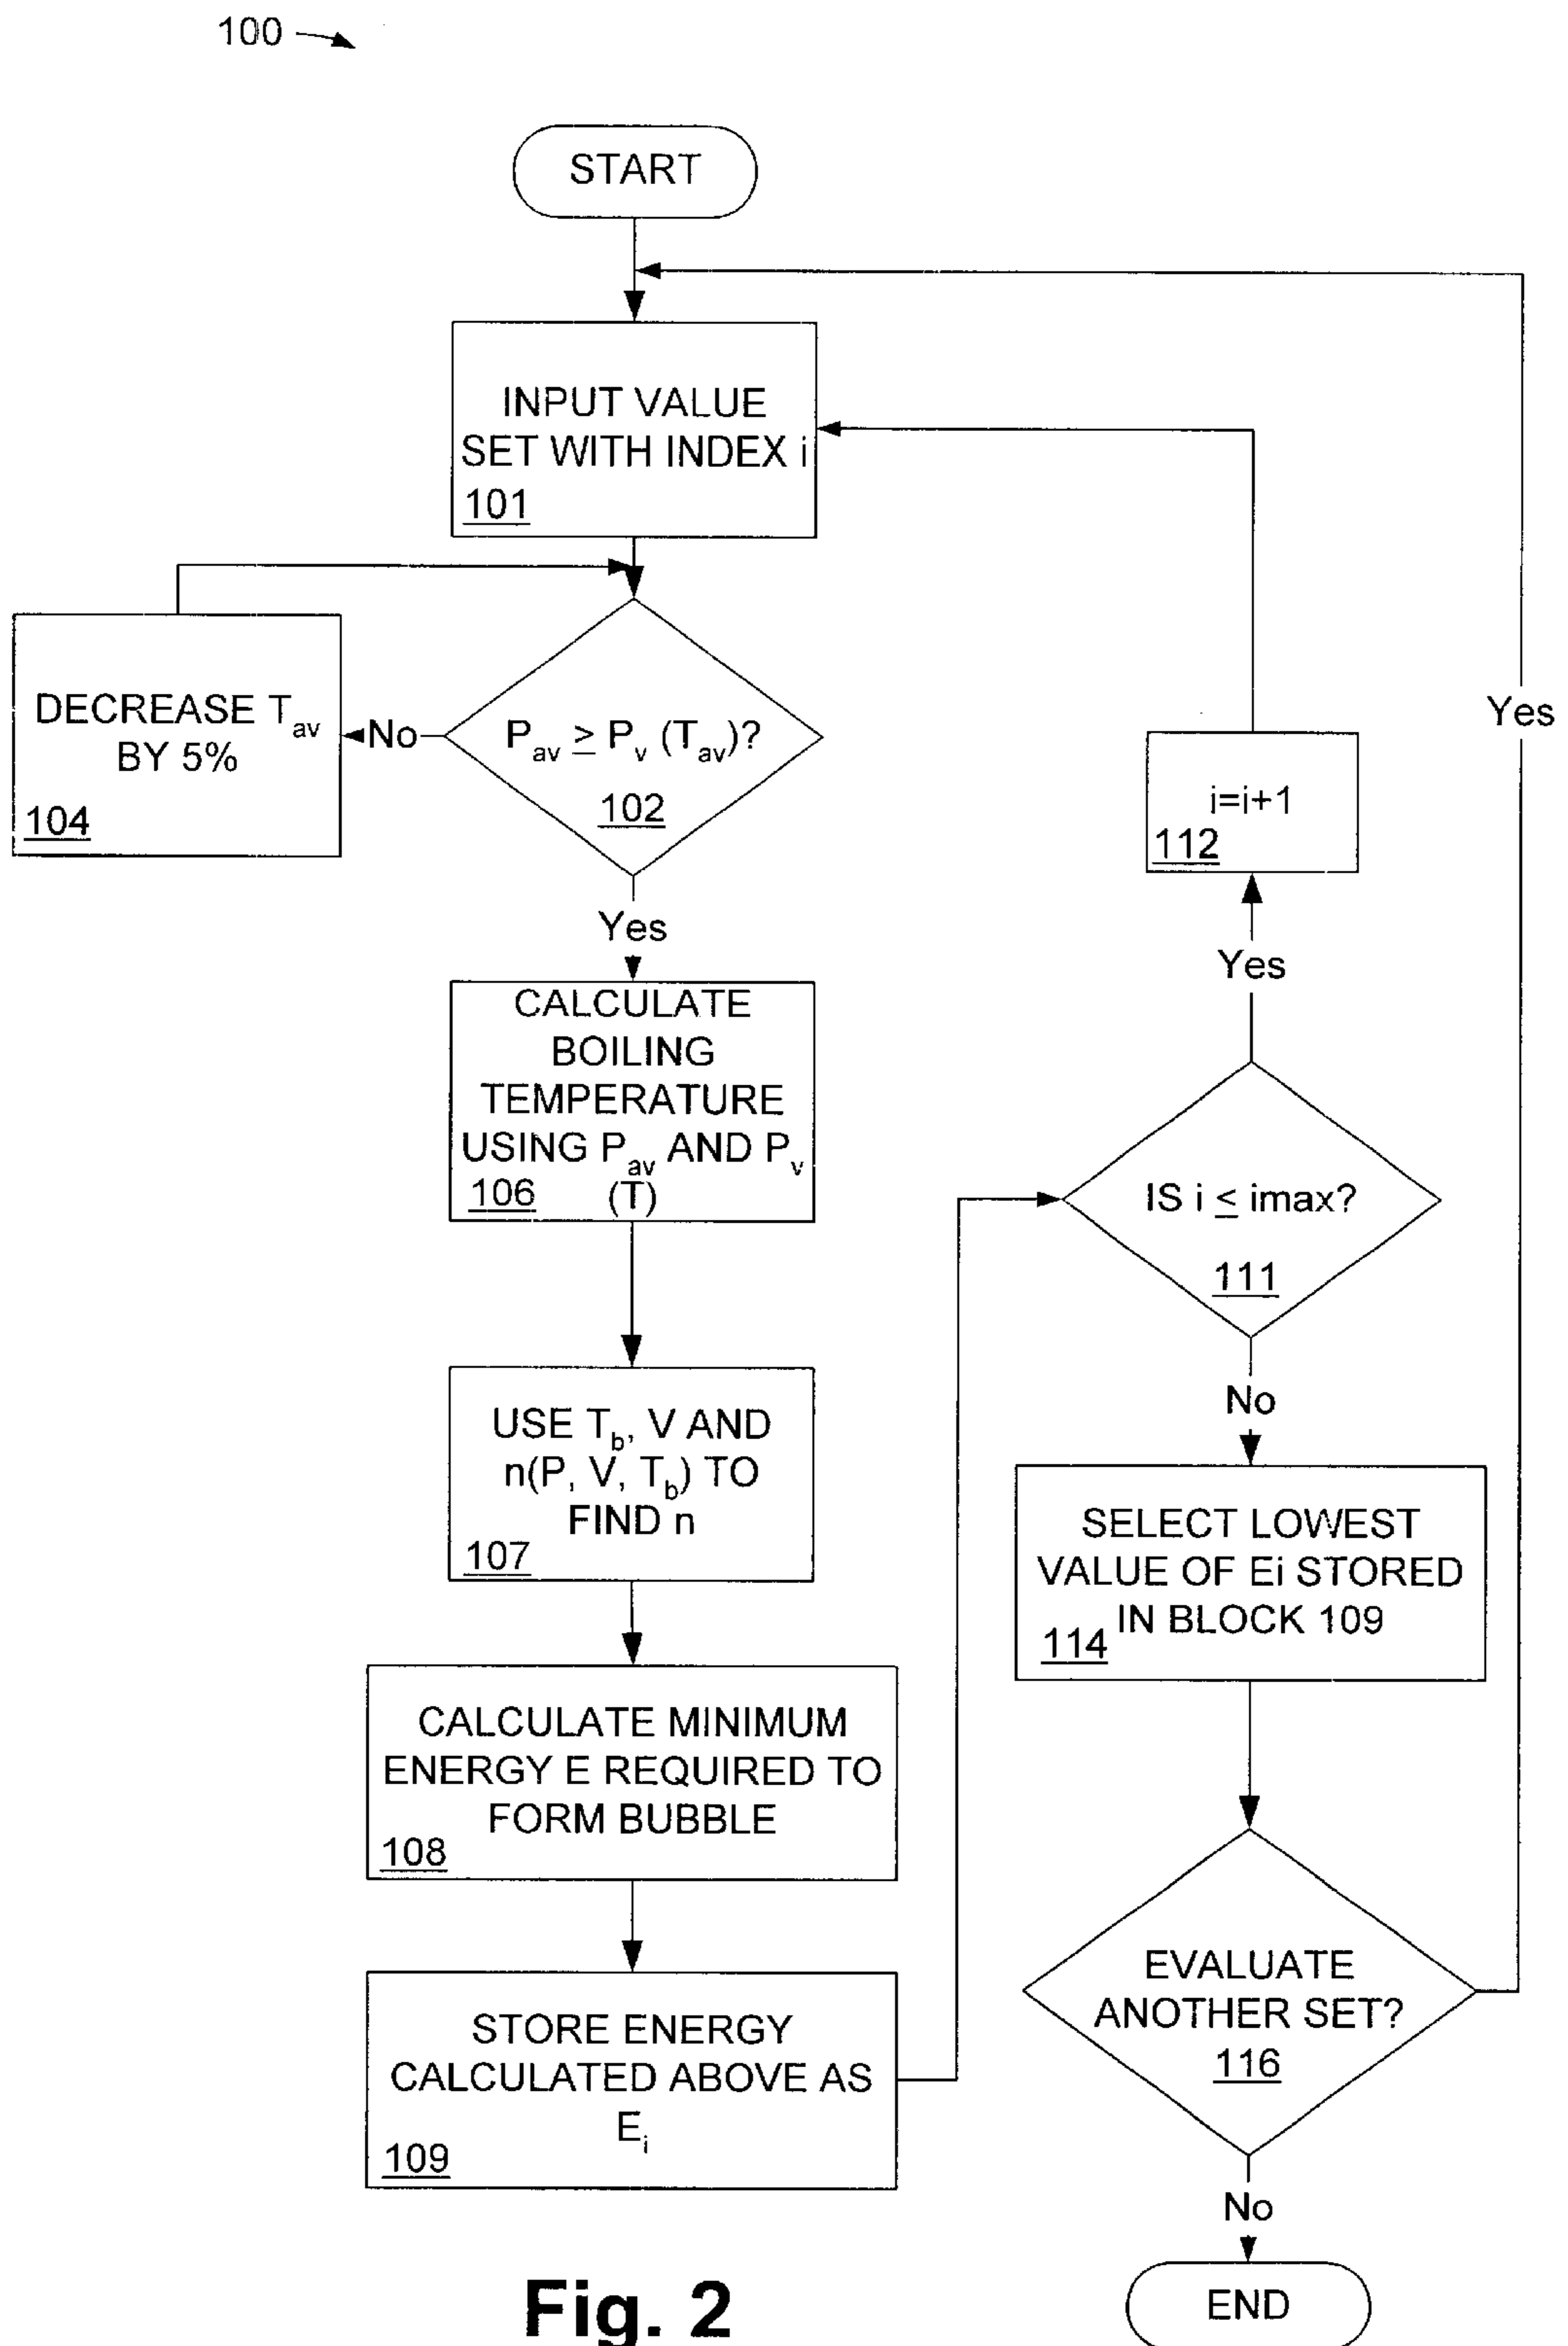 100
START
INPUT VALUE
SET WITH INDEX i
101
DECREASE T_av
BY 5%
104
No
P_av ≥ P_v (T_av)?
102
Yes
CALCULATE
BOILING
TEMPERATURE
USING P_av AND P_v
106 (T)
USE T_b, V AND
n(P, V, T_b) TO
FIND n
107
CALCULATE MINIMUM
ENERGY E REQUIRED TO
FORM BUBBLE
108
STORE ENERGY
CALCULATED ABOVE AS
E_i
109
IS i ≤ imax?
111
Yes
i=i+1
112
No
SELECT LOWEST
VALUE OF Ei STORED
IN BLOCK 109
114
EVALUATE
ANOTHER SET?
116
Yes
No
END
Fig. 2